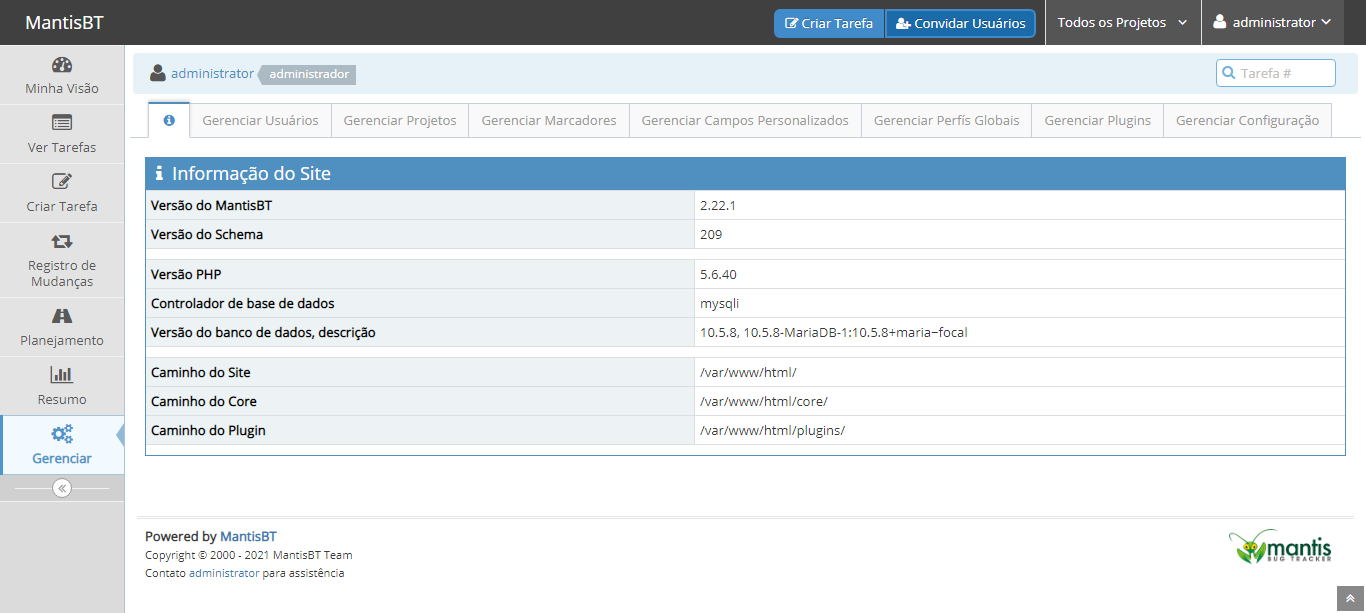 MantisBT
Criar Tarefa
Convidar Usuários
Todos os Projetos
administrator
Minha Visão
Ver Tarefas
Criar Tarefa
Registro de
Mudanças
Planejamento
Resumo
Gerenciar
administrator administrador
Tarefa #
Gerenciar Usuários
Gerenciar Projetos
Gerenciar Marcadores
Gerenciar Campos Personalizados
Gerenciar Perfís Globais
Gerenciar Plugins
Gerenciar Configuração
Informação do Site
Versão do MantisBT 2.22.1
Versão do Schema 209
Versão PHP 5.6.40
Controlador de base de dados mysqli
Versão do banco de dados, descrição 10.5.8, 10.5.8-MariaDB-1:10.5.8+maria~focal
Caminho do Site /var/www/html/
Caminho do Core /var/www/html/core/
Caminho do Plugin /var/www/html/plugins/
Powered by MantisBT
Copyright © 2000 - 2021 MantisBT Team
Contato administrator para assistência
mantis
BUG TRACKER